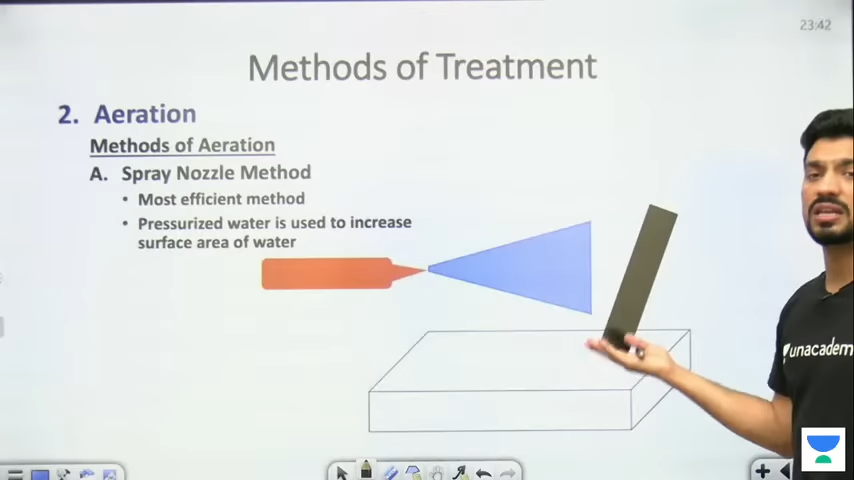 23:42
Methods of Treatment
2. Aeration
Methods of Aeration
A. Spray Nozzle Method
• Most efficient method
• Pressurized water is used to increase
surface area of water
unacadem